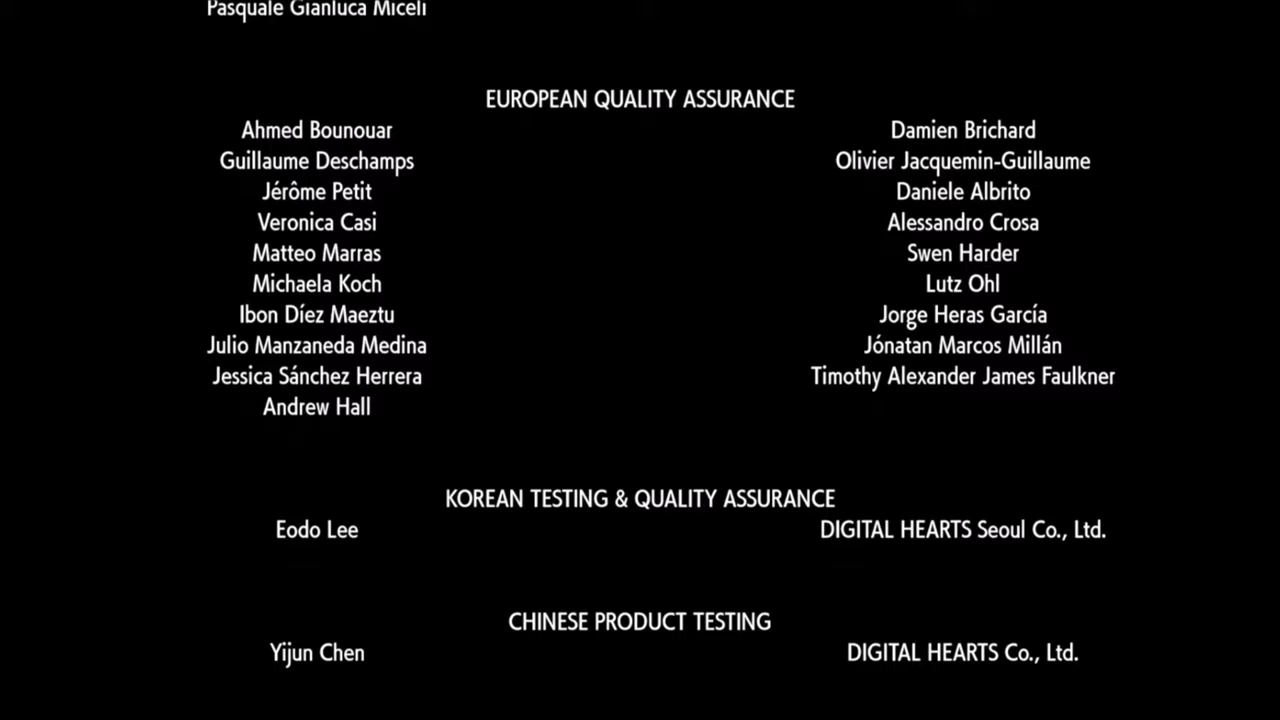 Pasquale Gianluca Miceli
EUROPEAN QUALITY ASSURANCE
Ahmed Bounouar Damien Brichard
Guillaume Deschamps Olivier Jacquemin-Guillaume
Jérôme Petit Daniele Albrito
Veronica Casi Alessandro Crosa
Matteo Marras Swen Harder
Michaela Koch Lutz Ohl
Ibon Díez Maeztu Jorge Heras García
Julio Manzaneda Medina Jónatan Marcos Millán
Jessica Sánchez Herrera Timothy Alexander James Faulkner
Andrew Hall
KOREAN TESTING & QUALITY ASSURANCE
Eodo Lee DIGITAL HEARTS Seoul Co., Ltd.
CHINESE PRODUCT TESTING
Yijun Chen DIGITAL HEARTS Co., Ltd.